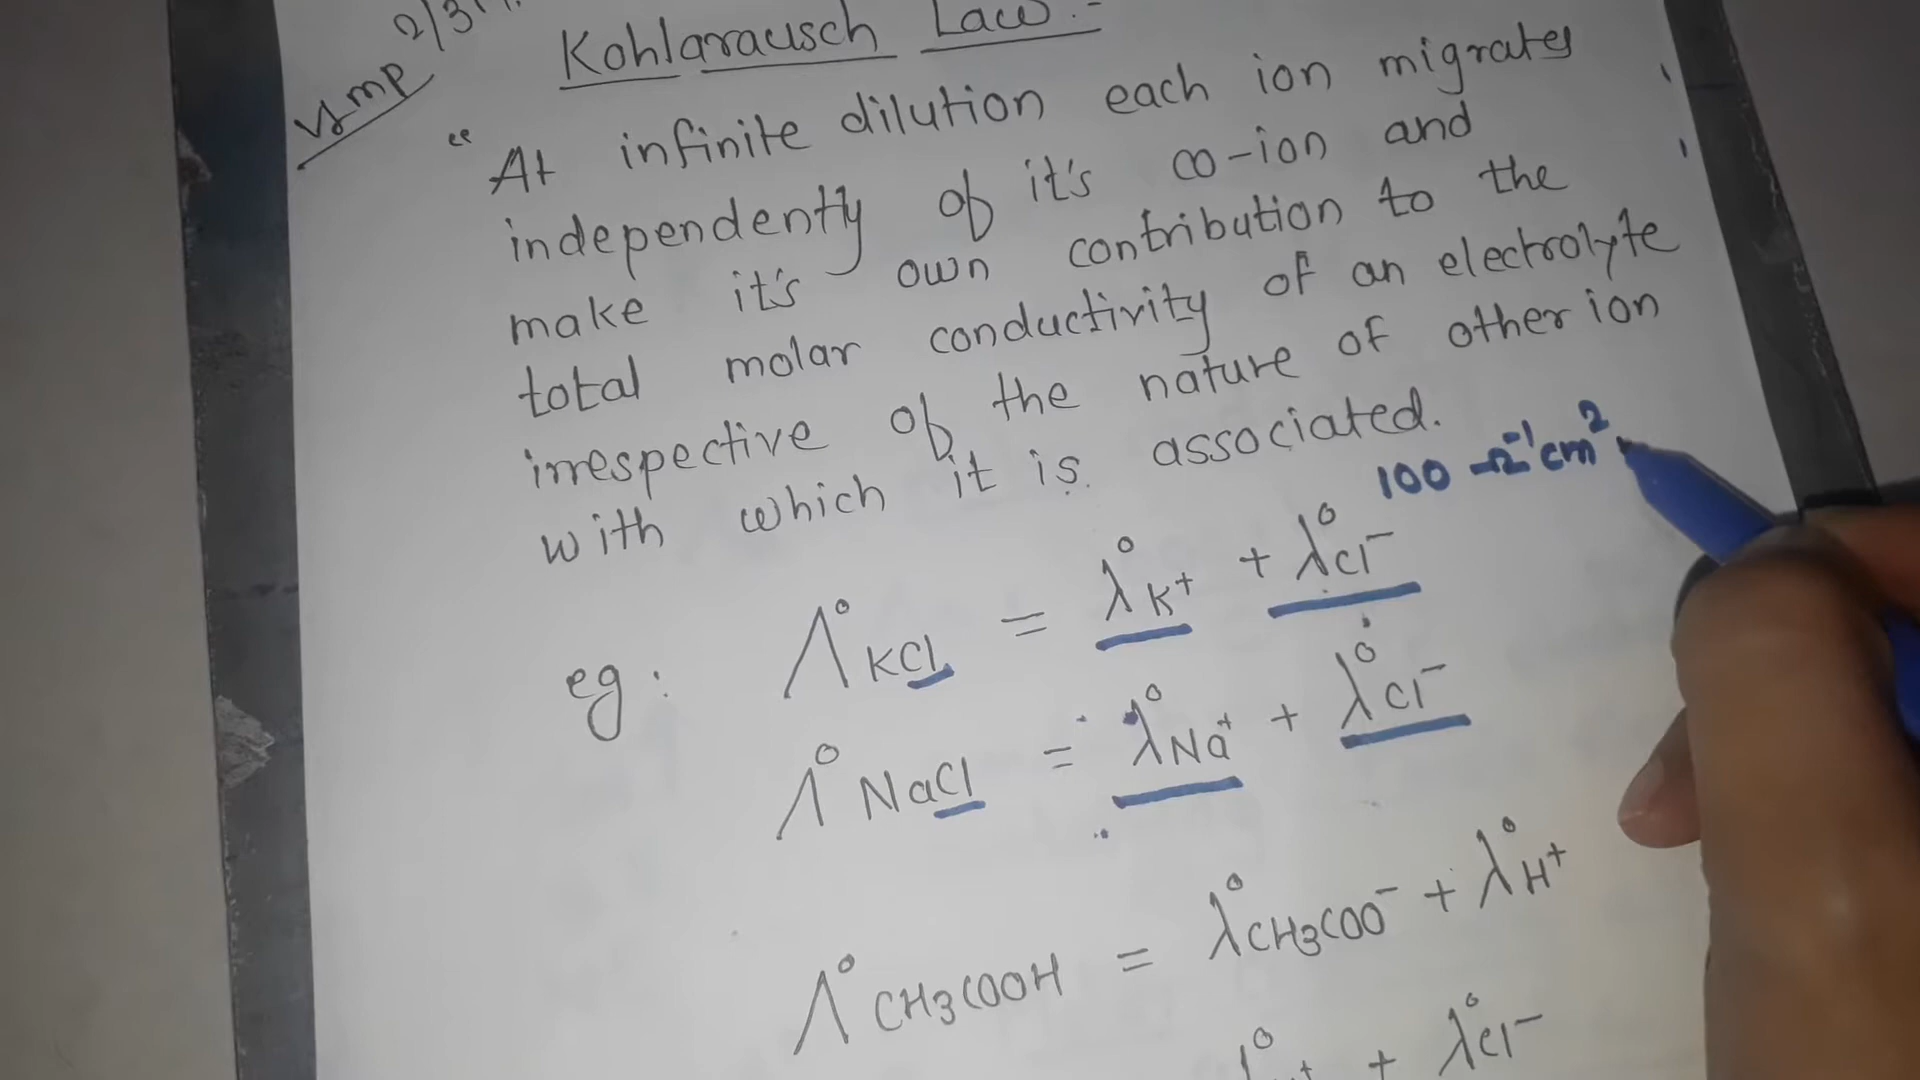 2/3
Kohlarausch Law :-
Vimp
“At infinite dilution each ion migrates
independently of it's co-ion and
make it's own contribution to the
total molar conductivity of an electrolyte
irrespective of the nature of other ion
with which it is associated.
100 Ω⁻¹cm²
eg : Λ°KCl = λ°K⁺ + λ°Cl⁻
Λ°NaCl = λ°Na⁺ + λ°Cl⁻
Λ°CH3COOH = λ°CH3COO⁻ + λ°H⁺
+ λ°Cl⁻